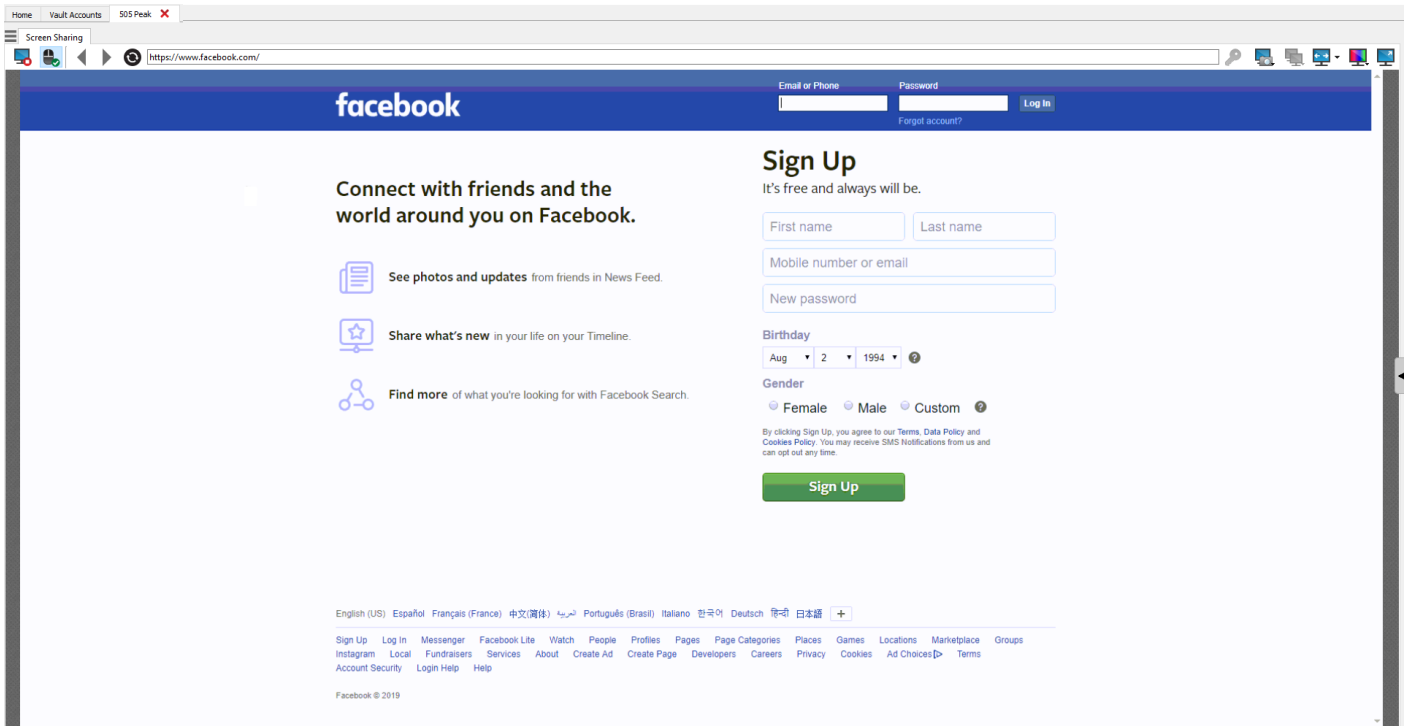 Home Vault Accounts 505 Peak
Screen Sharing
https://www.facebook.com/
Email or Phone Password
facebook
Log In
Forgot account?
Sign Up
It's free and always will be.
Connect with friends and the
world around you on Facebook.
First name Last name
Mobile number or email
New password
See photos and updates from friends in News Feed.
Share what's new in your life on your Timeline.
Find more of what you're looking for with Facebook Search.
Birthday
Aug 2 1994 ?
Gender
Female Male Custom ?
By clicking Sign Up, you agree to our Terms, Data Policy and
Cookies Policy. You may receive SMS Notifications from us and
can opt out any time.
Sign Up
English (US) Español Français (France) 中文(简体) العربية Português (Brasil) Italiano 한국어 Deutsch हिन्दी 日本語 +
Sign Up Log In Messenger Facebook Lite Watch People Profiles Pages Page Categories Places Games Locations Marketplace Groups
Instagram Local Fundraisers Services About Create Ad Create Page Developers Careers Privacy Cookies Ad Choices Terms
Account Security Login Help Help
Facebook © 2019